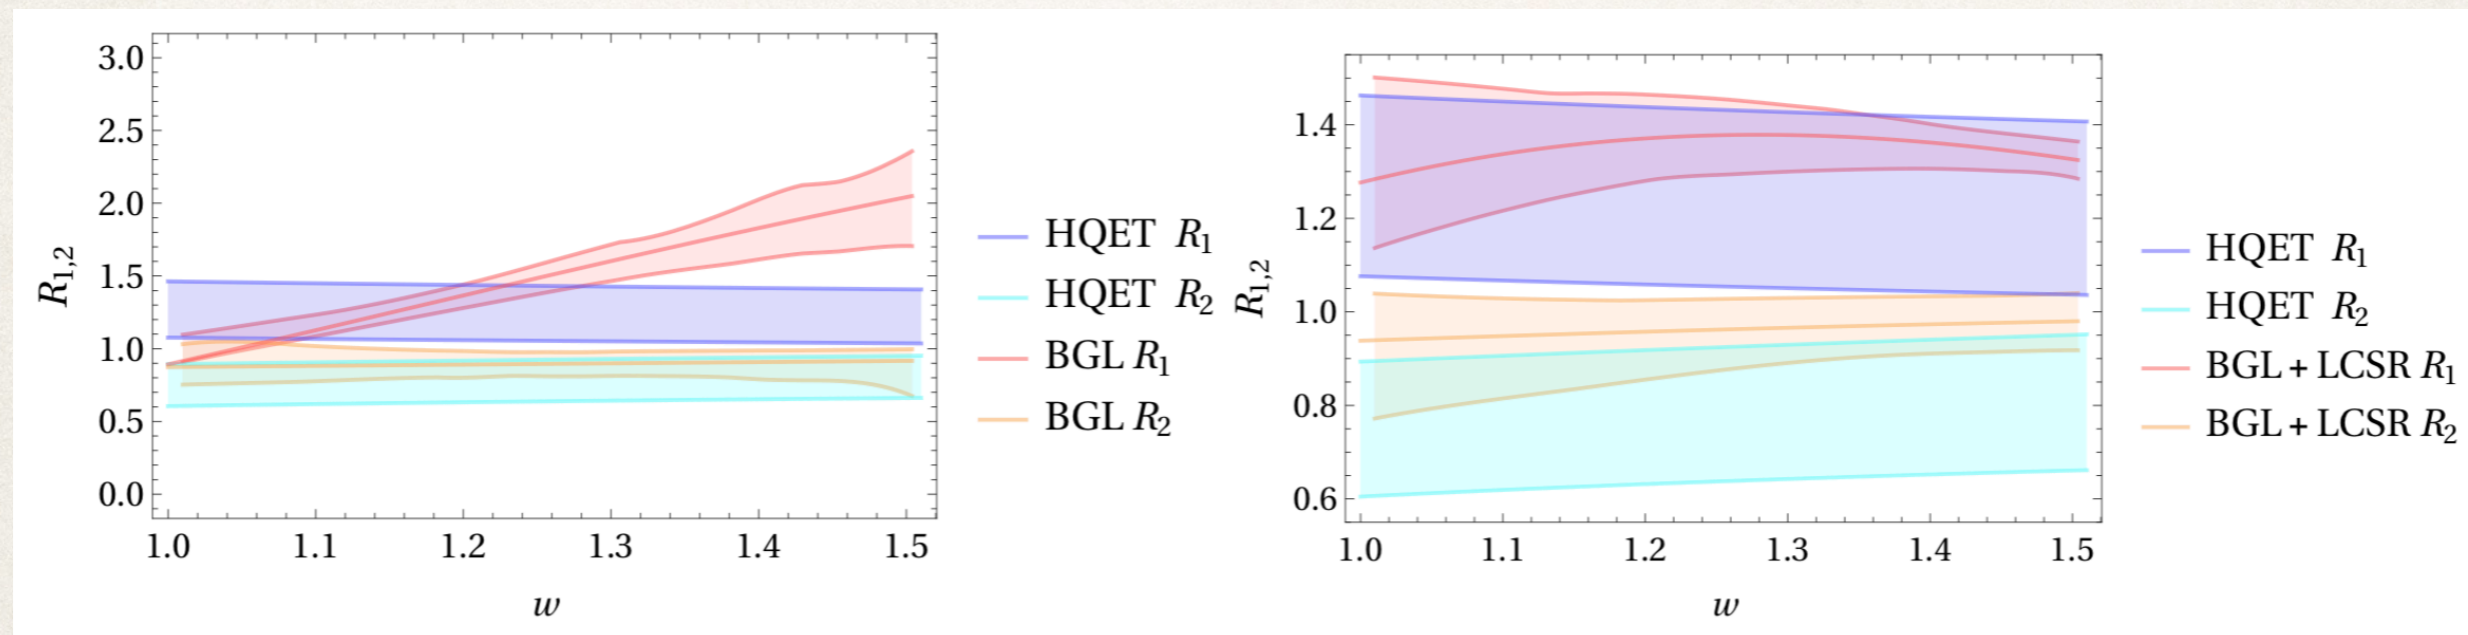 3.0
2.5
2.0
1.5
1.0
0.5
0.0
R1,2
1.0 1.1 1.2 1.3 1.4 1.5
w
HQET R1
HQET R2
BGL R1
BGL R2
1.4
1.2
1.0
0.8
0.6
R1,2
1.0 1.1 1.2 1.3 1.4 1.5
w
HQET R1
HQET R2
BGL + LCSR R1
BGL + LCSR R2